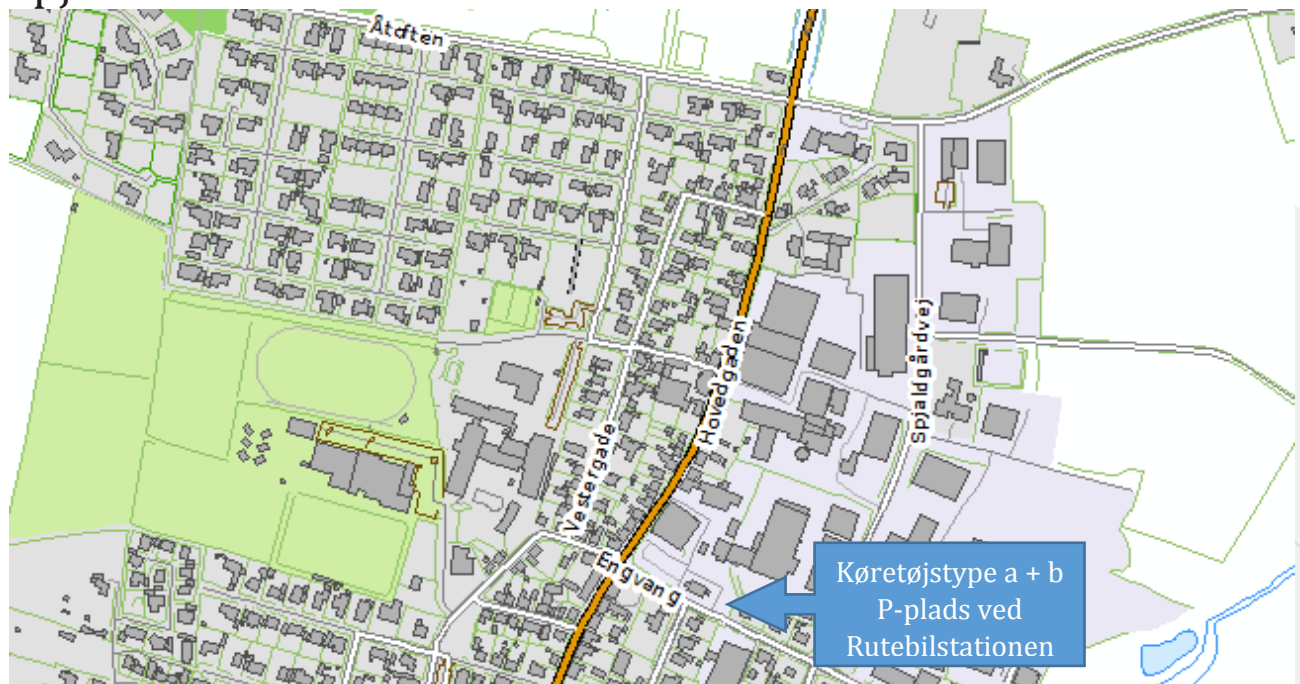 Åtoften
Hovedgaden
Spjaldgårdvej
Vestergade
Engvang
Køretøjstype a + b
P-plads ved
Rutebilstationen